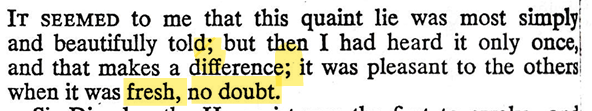 IT SEEMED to me that this quaint lie was most simply
and beautifully told; but then I had heard it only once,
and that makes a difference; it was pleasant to the others
when it was fresh, no doubt.